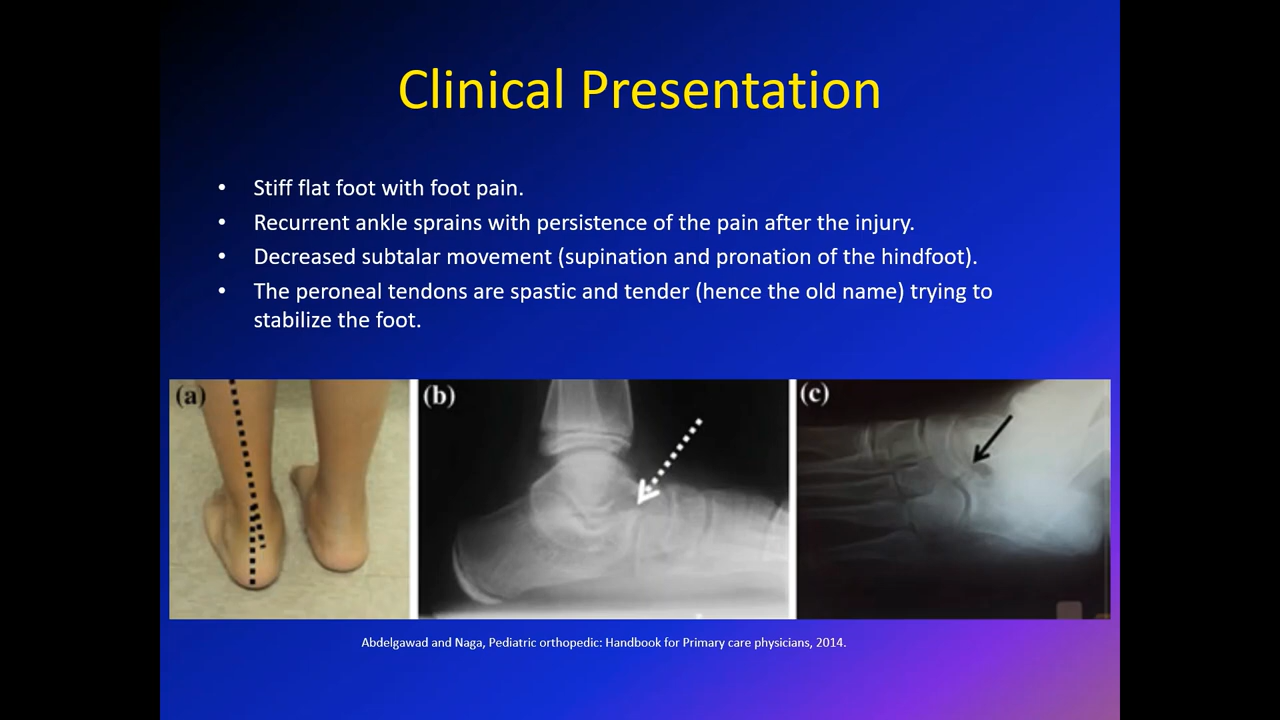 Clinical Presentation
• Stiff flat foot with foot pain.
• Recurrent ankle sprains with persistence of the pain after the injury.
• Decreased subtalar movement (supination and pronation of the hindfoot).
• The peroneal tendons are spastic and tender (hence the old name) trying to
stabilize the foot.
(a)
(b)
(c)
Abdelgawad and Naga, Pediatric orthopedic: Handbook for Primary care physicians, 2014.